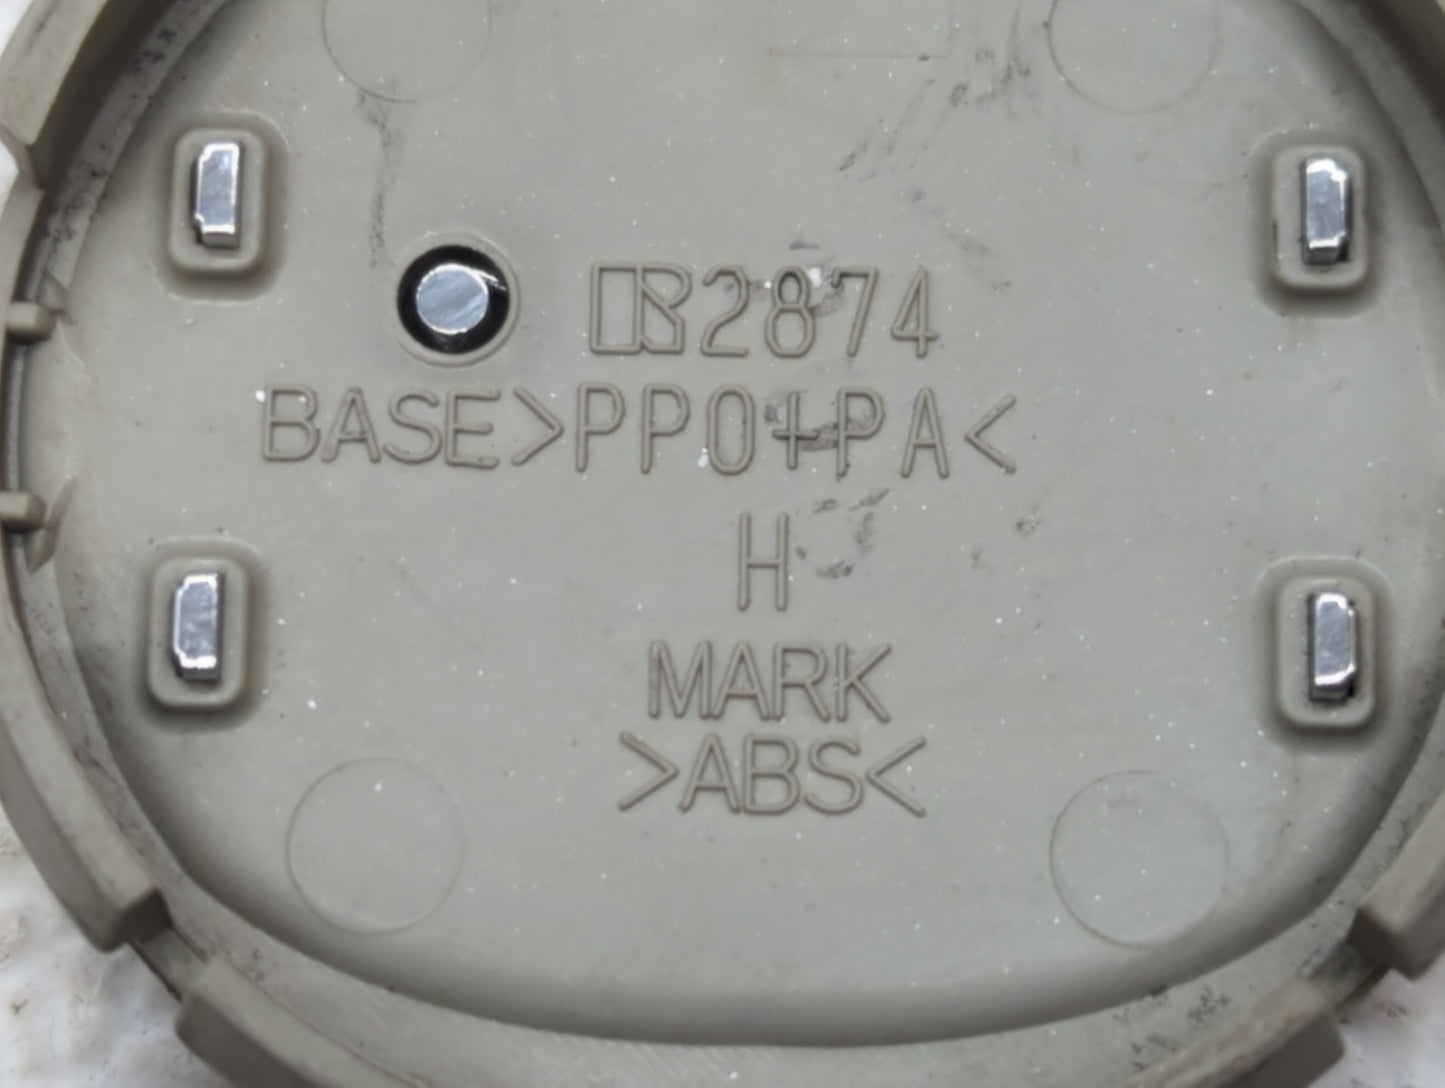 2874
BASE>PP0+PA<
H
MARK
>ABS<